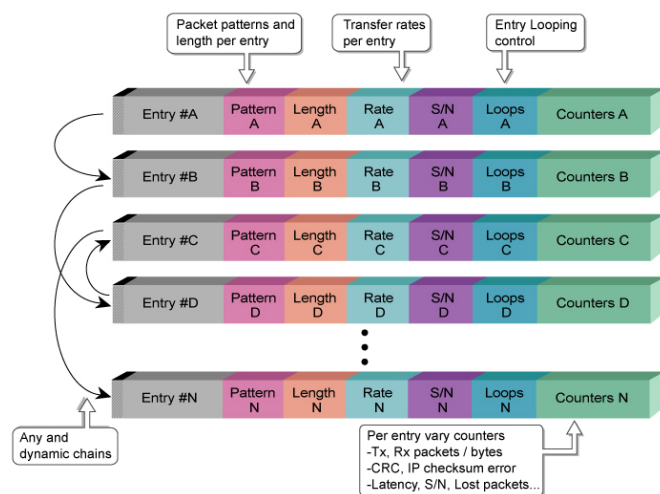 Packet patterns and
length per entry
Transfer rates
per entry
Entry Looping
control
Entry #A
Pattern
A
Length
A
Rate
A
S/N
A
Loops
A
Counters A
Entry #B
Pattern
B
Length
B
Rate
B
S/N
B
Loops
B
Counters B
Entry #C
Pattern
C
Length
C
Rate
C
S/N
C
Loops
C
Counters C
Entry #D
Pattern
D
Length
D
Rate
D
S/N
D
Loops
D
Counters D
Entry #N
Pattern
N
Length
N
Rate
N
S/N
N
Loops
N
Counters N
Any and
dynamic chains
Per entry vary counters
-Tx, Rx packets / bytes
-CRC, IP checksum error
-Latency, S/N, Lost packets...